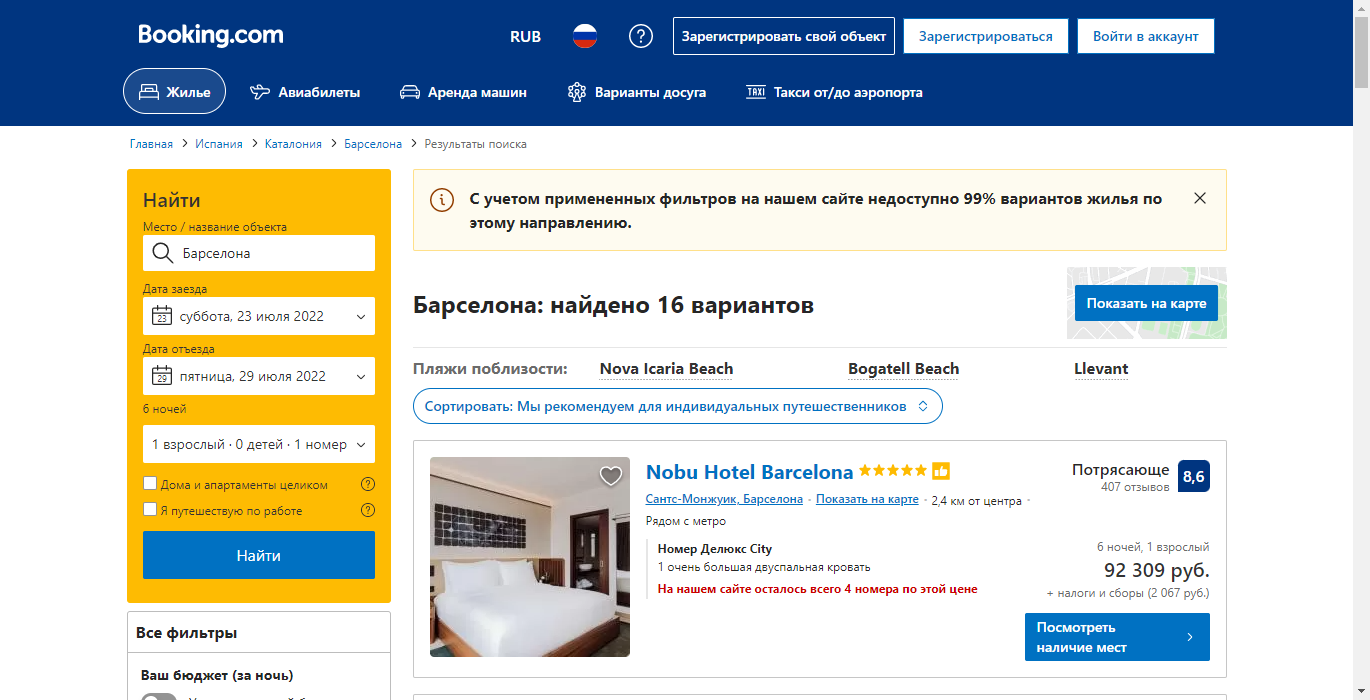 Booking.com
RUB
?
Зарегистрировать свой объект
Зарегистрироваться
Войти в аккаунт
Жилье
Авиабилеты
Аренда машин
Варианты досуга
TAXI
Такси от/до аэропорта
Главная > Испания > Каталония > Барселона > Результаты поиска
Найти
Место / название объекта
Барселона
Дата заезда
23
суббота, 23 июля 2022
Дата отъезда
29
пятница, 29 июля 2022
6 ночей
1 взрослый · 0 детей · 1 номер
Дома и апартаменты целиком
?
Я путешествую по работе
?
Найти
Все фильтры
Ваш бюджет (за ночь)
С учетом примененных фильтров на нашем сайте недоступно 99% вариантов жилья по
этому направлению.
Барселона: найдено 16 вариантов
Показать на карте
Пляжи поблизости:
Nova Icaria Beach
Bogatell Beach
Llevant
Сортировать: Мы рекомендуем для индивидуальных путешественников
Nobu Hotel Barcelona
Потрясающе
407 отзывов
8,6
Сантс-Монжуик, Барселона · Показать на карте · 2,4 км от центра ·
Рядом с метро
Номер Делюкс City
1 очень большая двуспальная кровать
На нашем сайте осталось всего 4 номера по этой цене
6 ночей, 1 взрослый
92 309 руб.
+ налоги и сборы (2 067 руб.)
Посмотреть
наличие мест